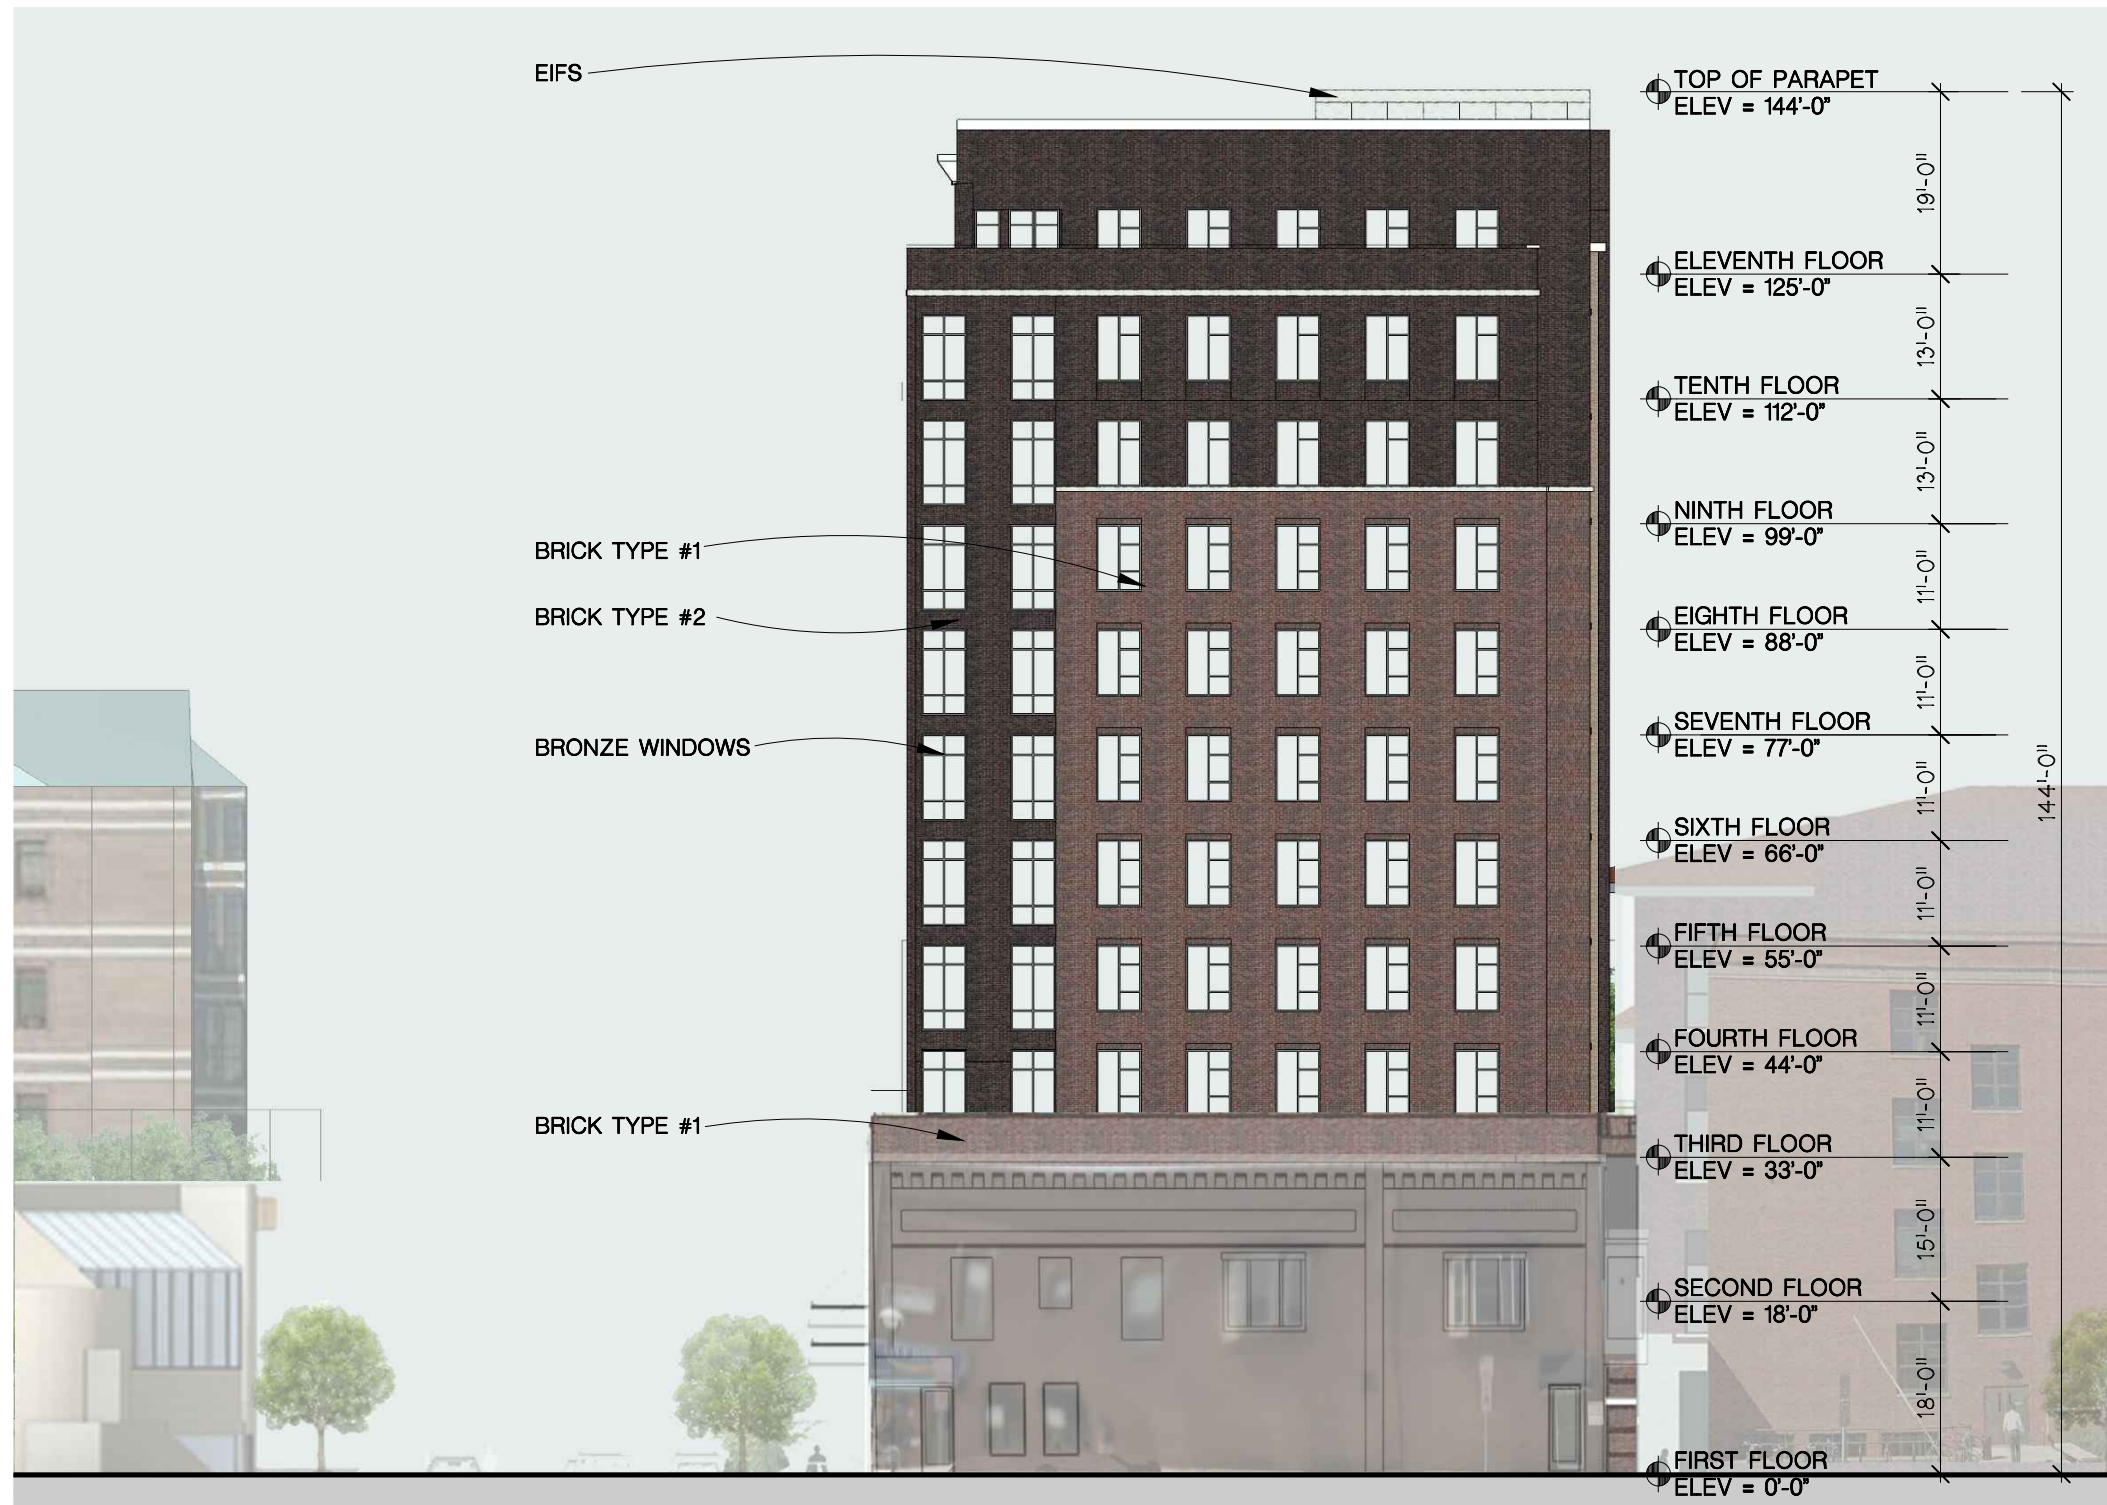 EIFS
TOP OF PARAPET
ELEV = 144'-0"
19'-0"
ELEVENTH FLOOR
ELEV = 125'-0"
13'-0"
TENTH FLOOR
ELEV = 112'-0"
13'-0"
NINTH FLOOR
ELEV = 99'-0"
BRICK TYPE #1
11'-0"
BRICK TYPE #2
EIGHTH FLOOR
ELEV = 88'-0"
11'-0"
SEVENTH FLOOR
ELEV = 77'-0"
BRONZE WINDOWS
11'-0"
144'-0"
SIXTH FLOOR
ELEV = 66'-0"
11'-0"
FIFTH FLOOR
ELEV = 55'-0"
11'-0"
FOURTH FLOOR
ELEV = 44'-0"
11'-0"
BRICK TYPE #1
THIRD FLOOR
ELEV = 33'-0"
15'-0"
SECOND FLOOR
ELEV = 18'-0"
18'-0"
FIRST FLOOR
ELEV = 0'-0"